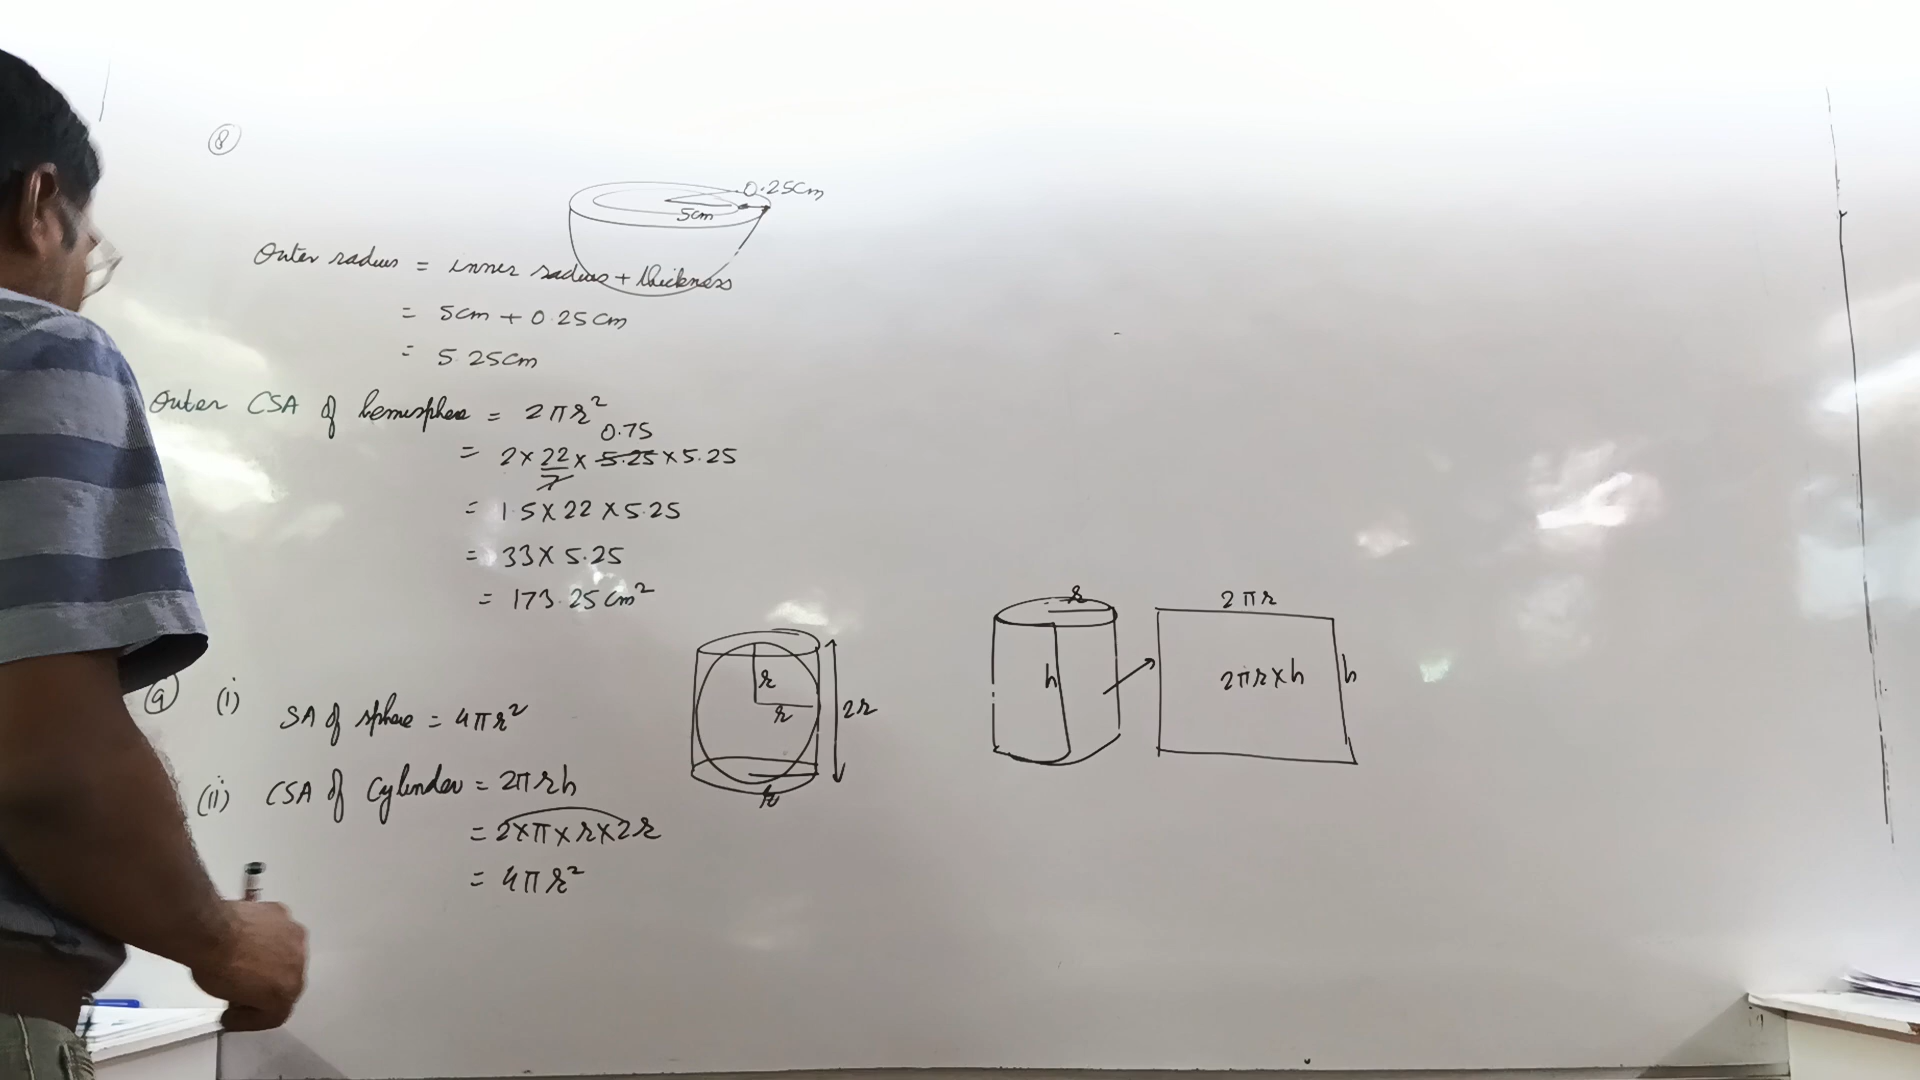 8
0.25cm
5cm
Outer radius = inner radius + thickness
= 5cm + 0.25cm
= 5.25cm
Outer CSA of hemisphere = 2πr²
0.75
= 2 × 22/7 × 5.25 × 5.25
= 1.5 × 22 × 5.25
= 33 × 5.25
= 173.25 cm²
9 (i) SA of sphere = 4πr²
(ii) CSA of cylinder = 2πrh
= 2×π×r×2r
= 4πr²
r
r
2r
r
r
h
2πr
2πr×h
h